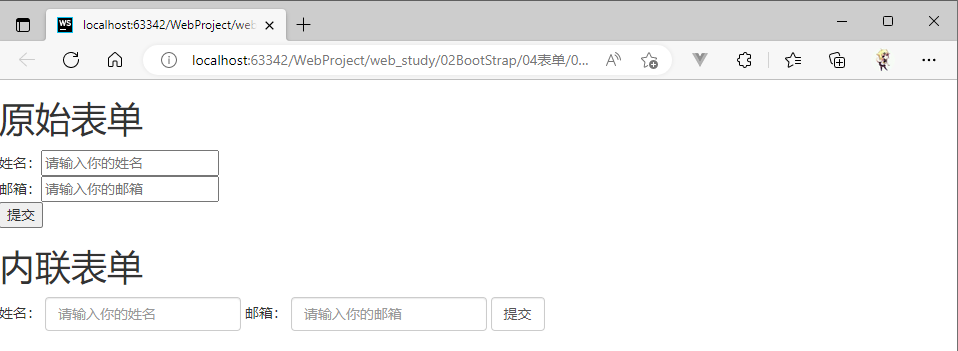 WS localhost:63342/WebProject/web
localhost:63342/WebProject/web_study/02BootStrap/04表单/0...
原始表单
姓名：请输入你的姓名
邮箱：请输入你的邮箱
提交
内联表单
姓名： 请输入你的姓名 邮箱： 请输入你的邮箱 提交